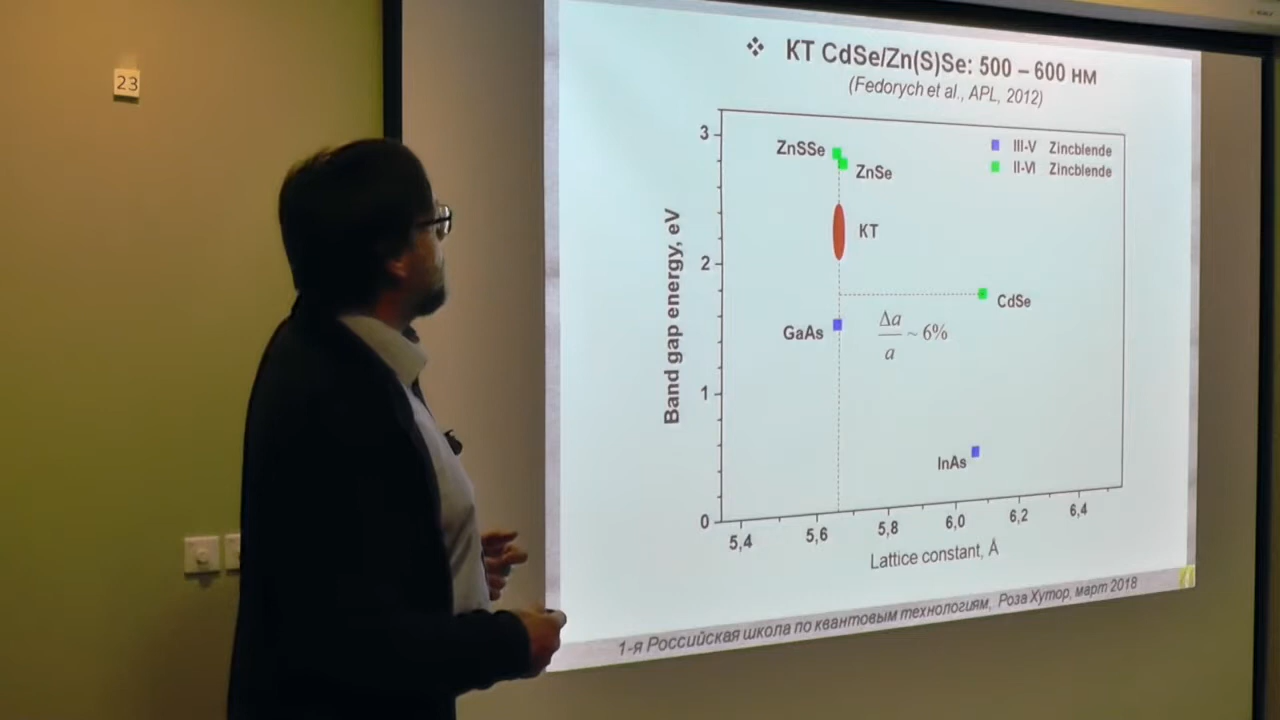 23
❖ КТ CdSe/Zn(S)Se: 500 – 600 нм
(Fedorych et al., APL, 2012)
3
2
1
0
Band gap energy, eV
ZnSSe
ZnSe
III-V Zincblende
II-VI Zincblende
КТ
CdSe
GaAs
Δa
a
~ 6%
InAs
5,4 5,6 5,8 6,0 6,2 6,4
Lattice constant, Å
1-я Российская школа по квантовым технологиям, Роза Хутор, март 2018